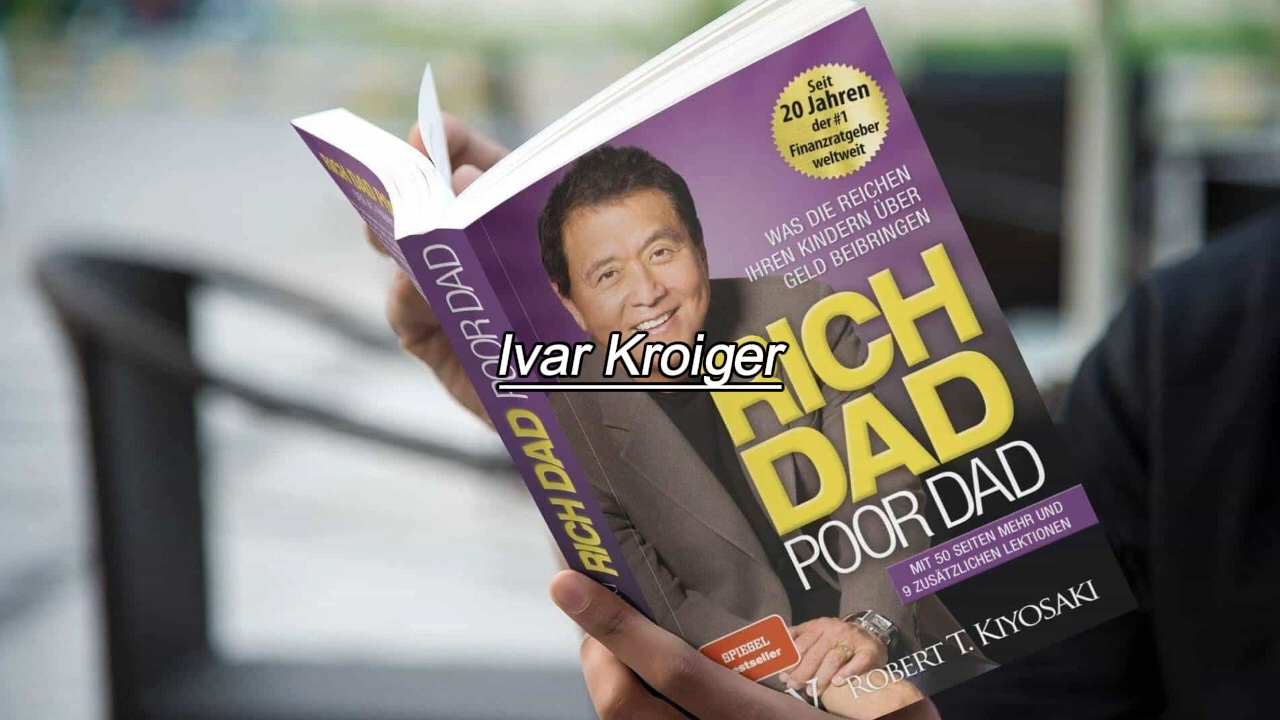 Seit
20 Jahren
der #1
Finanzratgeber
weltweit
WAS DIE REICHEN
IHREN KINDERN ÜBER
GELD BEIBRINGEN
RICH
DAD
POOR DAD
MIT 50 SEITEN MEHR UND
9 ZUSÄTZLICHEN LEKTIONEN
ROBERT T. KIYOSAKI
SPIEGEL
RICH DAD POOR DAD
Ivar Kroiger